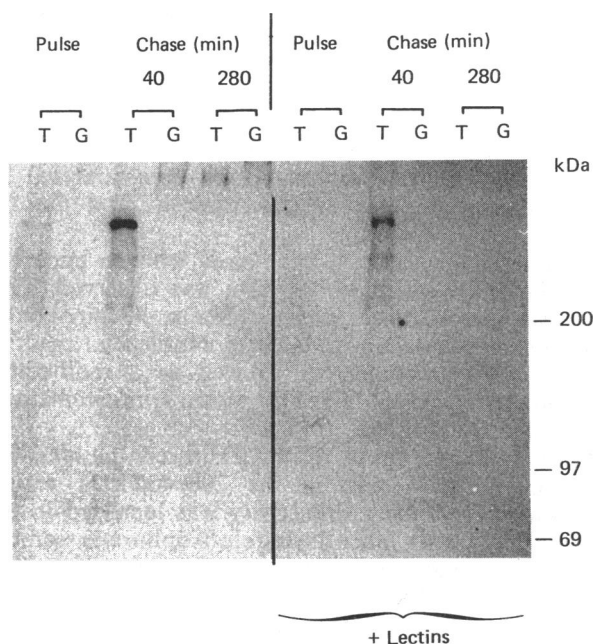 Pulse Chase (min) Pulse Chase (min)
40 280 40 280
T G T G T G T G T G T G
kDa
200
97
69
+ Lectins